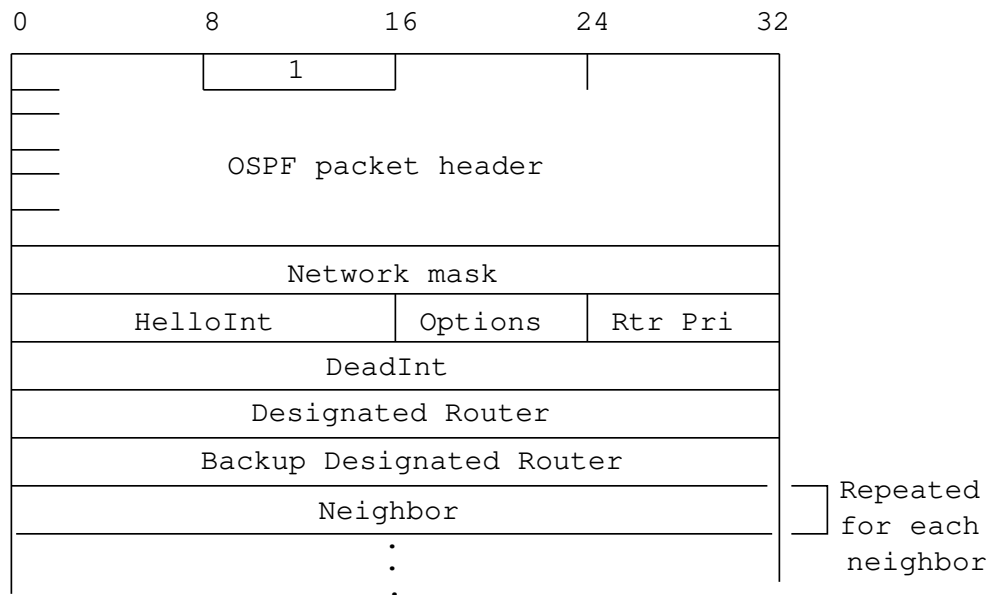 0 8 16 24 32
1
OSPF packet header
Network mask
HelloInt Options Rtr Pri
DeadInt
Designated Router
Backup Designated Router
Neighbor
Repeated
for each
neighbor
.
.
.